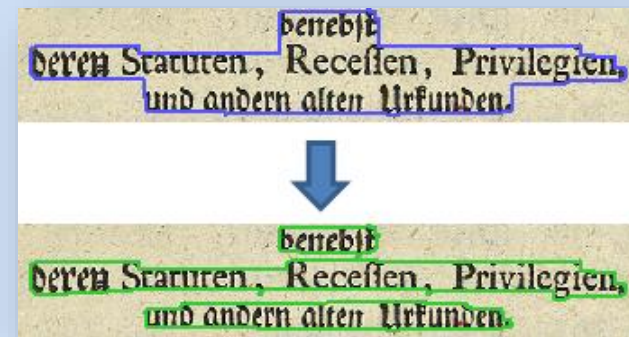 benebſt
deren Statuten, Receſſen, Privilegien,
und andern alten Urkunden.
benebſt
deren Statuten, Receſſen, Privilegien,
und andern alten Urkunden.